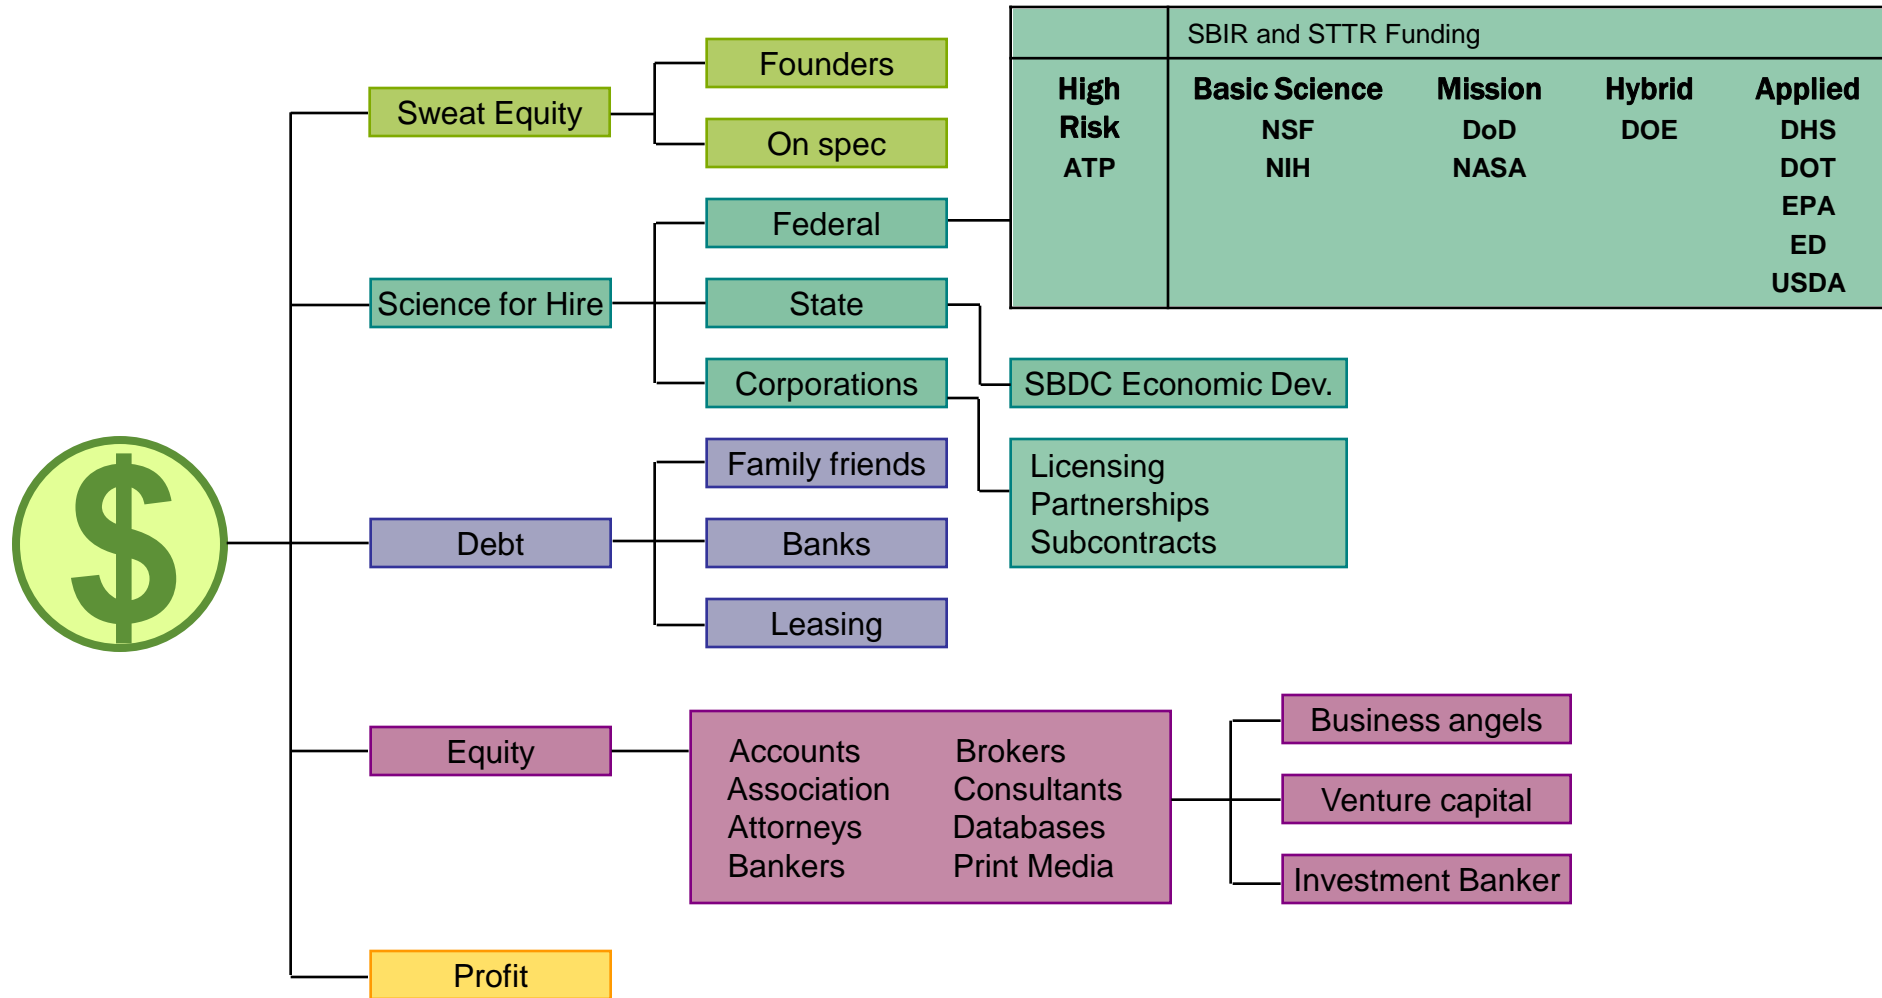 $
Sweat Equity
Founders
On spec
Science for Hire
Federal
State
Corporations
SBIR and STTR Funding
High
Risk
ATP
Basic Science
NSF
NIH
Mission
DoD
NASA
Hybrid
DOE
Applied
DHS
DOT
EPA
ED
USDA
SBDC Economic Dev.
Licensing
Partnerships
Subcontracts
Debt
Family friends
Banks
Leasing
Equity
Accounts
Association
Attorneys
Bankers
Brokers
Consultants
Databases
Print Media
Business angels
Venture capital
Investment Banker
Profit